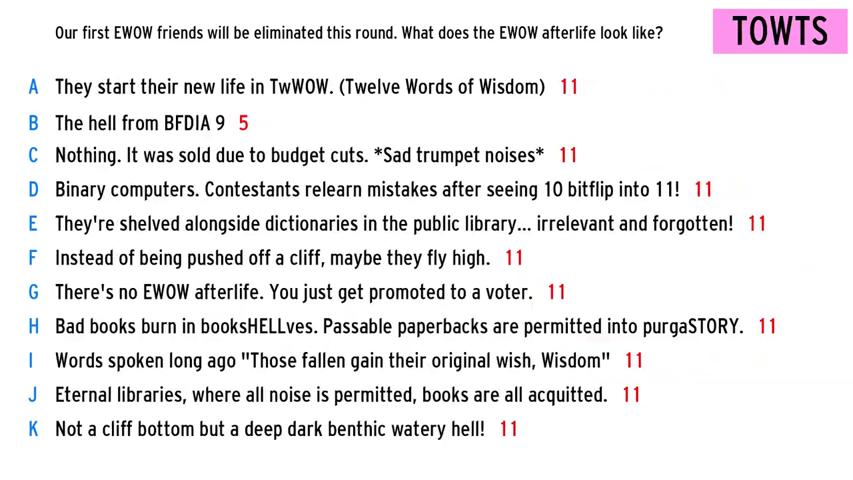 Our first EWOW friends will be eliminated this round. What does the EWOW afterlife look like?
TOWTS
A They start their new life in TwWOW. (Twelve Words of Wisdom) 11
B The hell from BFDIA 9 5
C Nothing. It was sold due to budget cuts. *Sad trumpet noises* 11
D Binary computers. Contestants relearn mistakes after seeing 10 bitflip into 11! 11
E They're shelved alongside dictionaries in the public library... irrelevant and forgotten! 11
F Instead of being pushed off a cliff, maybe they fly high. 11
G There's no EWOW afterlife. You just get promoted to a voter. 11
H Bad books burn in booksHELLves. Passable paperbacks are permitted into purgaSTORY. 11
I Words spoken long ago "Those fallen gain their original wish, Wisdom" 11
J Eternal libraries, where all noise is permitted, books are all acquitted. 11
K Not a cliff bottom but a deep dark benthic watery hell! 11